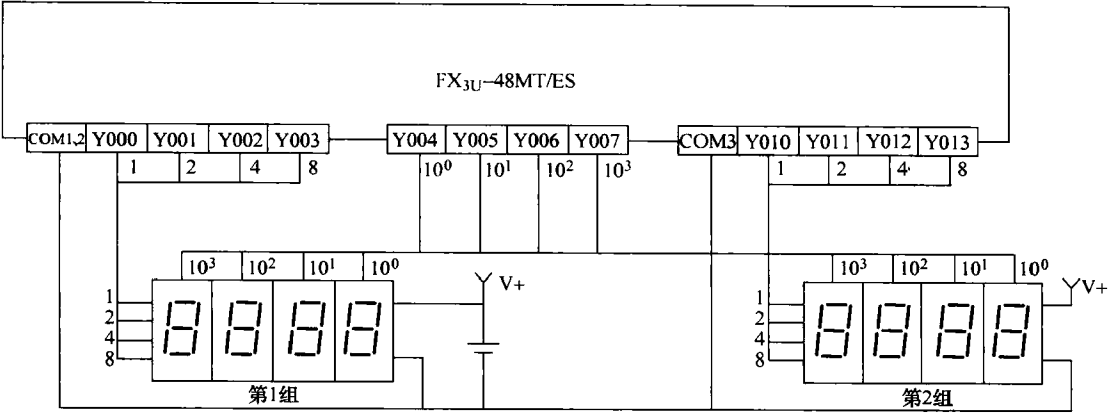 FX3U-48MT/ES
COM1,2 Y000 Y001 Y002 Y003 Y004 Y005 Y006 Y007 COM3 Y010 Y011 Y012 Y013
1 2 4 8 10⁰ 10¹ 10² 10³ 1 2 4 8
10³ 10² 10¹ 10⁰ V+ 10³ 10² 10¹ 10⁰ V+
1 1
2 2
4 4
8 8
第1组 第2组